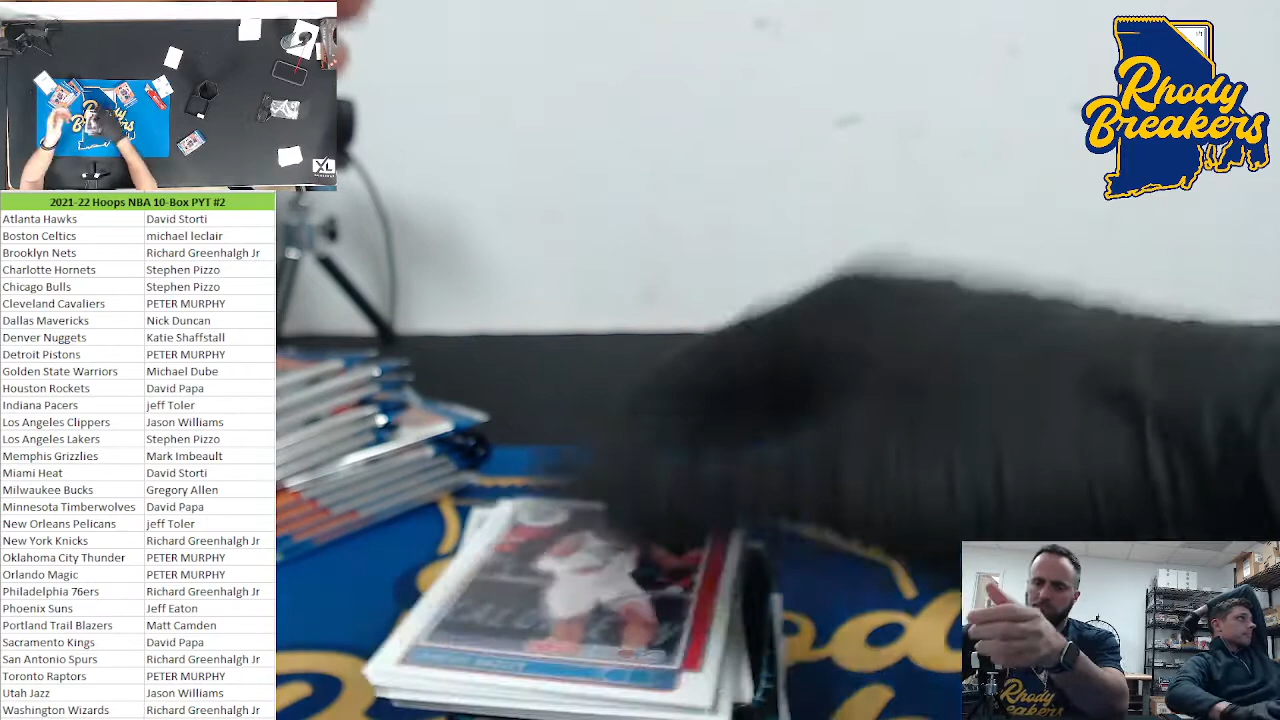 Rhody
Breakers
1/1
XL
2021-22 Hoops NBA 10-Box PYT #2
Atlanta Hawks David Storti
Boston Celtics michael leclair
Brooklyn Nets Richard Greenhalgh Jr
Charlotte Hornets Stephen Pizzo
Chicago Bulls Stephen Pizzo
Cleveland Cavaliers PETER MURPHY
Dallas Mavericks Nick Duncan
Denver Nuggets Katie Shaffstall
Detroit Pistons PETER MURPHY
Golden State Warriors Michael Dube
Houston Rockets David Papa
Indiana Pacers jeff Toler
Los Angeles Clippers Jason Williams
Los Angeles Lakers Stephen Pizzo
Memphis Grizzlies Mark Imbeault
Miami Heat David Storti
Milwaukee Bucks Gregory Allen
Minnesota Timberwolves David Papa
New Orleans Pelicans jeff Toler
New York Knicks Richard Greenhalgh Jr
Oklahoma City Thunder PETER MURPHY
Orlando Magic PETER MURPHY
Philadelphia 76ers Richard Greenhalgh Jr
Phoenix Suns Jeff Eaton
Portland Trail Blazers Matt Camden
Sacramento Kings David Papa
San Antonio Spurs Richard Greenhalgh Jr
Toronto Raptors PETER MURPHY
Utah Jazz Jason Williams
Washington Wizards Richard Greenhalgh Jr
Rhody
Breakers